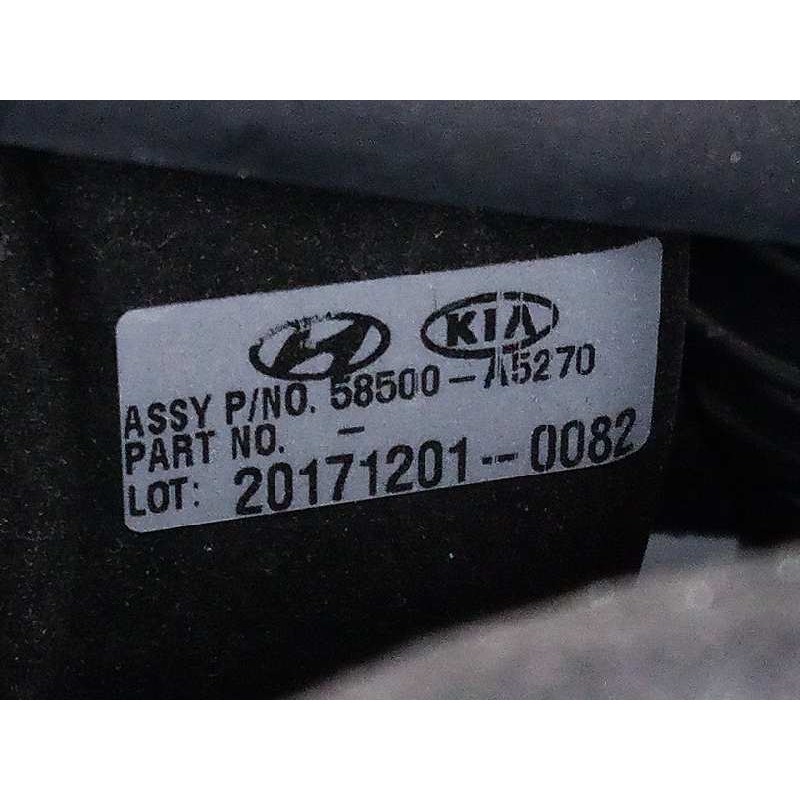 KIA
ASSY P/NO. 58500-A5270
PART NO. -
LOT: 20171201--0082